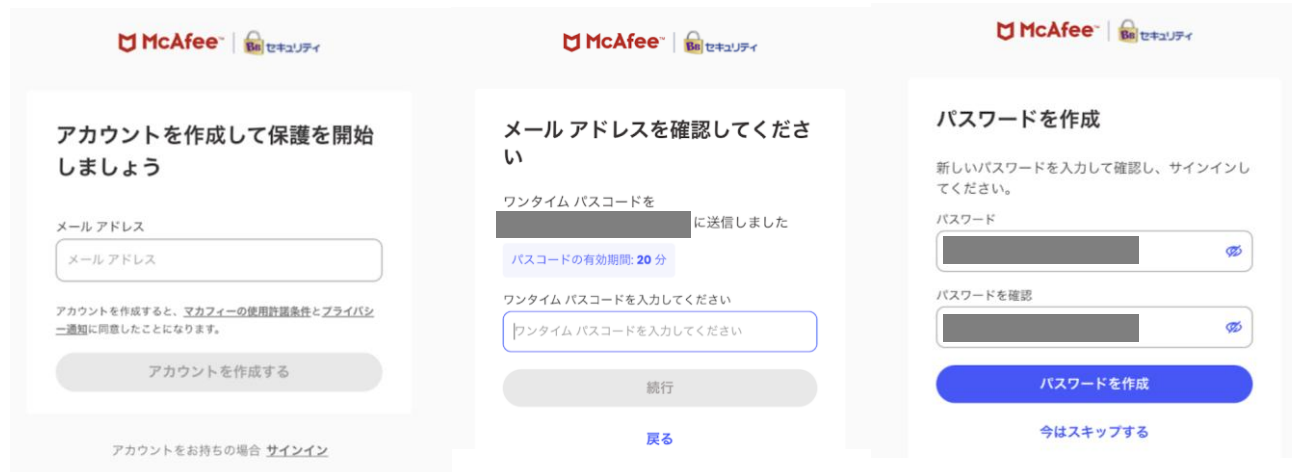 McAfee™ | BB セキュリティ
アカウントを作成して保護を開始
しましょう
メール アドレス
メール アドレス
アカウントを作成すると、マカフィーの使用許諾条件とプライバシ
ー通知に同意したことになります。
アカウントを作成する
アカウントをお持ちの場合 サインイン
McAfee™ | BB セキュリティ
メール アドレスを確認してくださ
い
ワンタイム パスコードを
に送信しました
パスコードの有効期間: 20 分
ワンタイム パスコードを入力してください
ワンタイム パスコードを入力してください
続行
戻る
McAfee™ | BB セキュリティ
パスワードを作成
新しいパスワードを入力して確認し、サインインし
てください。
パスワード
パスワードを確認
パスワードを作成
今はスキップする